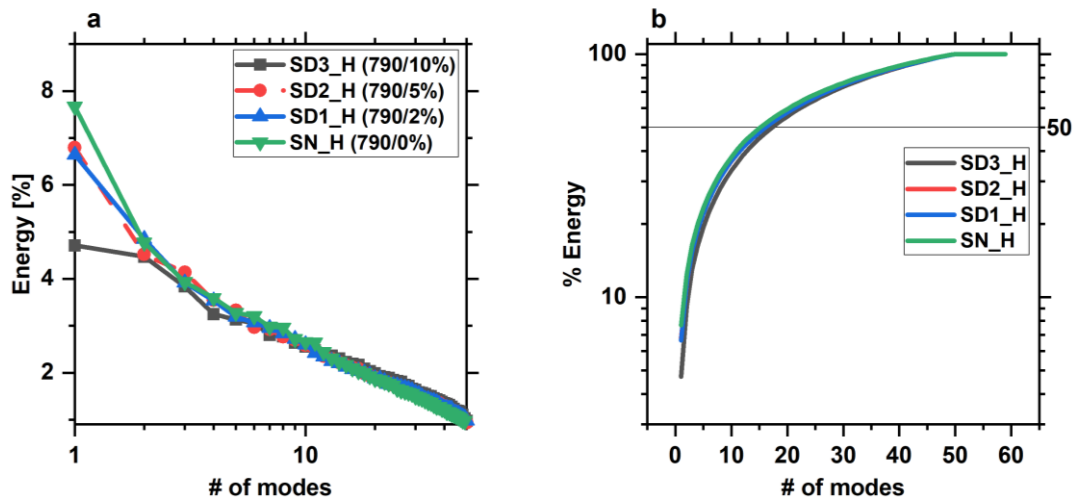 a
Energy [%]
8
6
4
2
1
10
# of modes
SD3_H (790/10%)
SD2_H (790/5%)
SD1_H (790/2%)
SN_H (790/0%)
b
% Energy
100
10
50
0
10
20
30
40
50
60
# of modes
SD3_H
SD2_H
SD1_H
SN_H